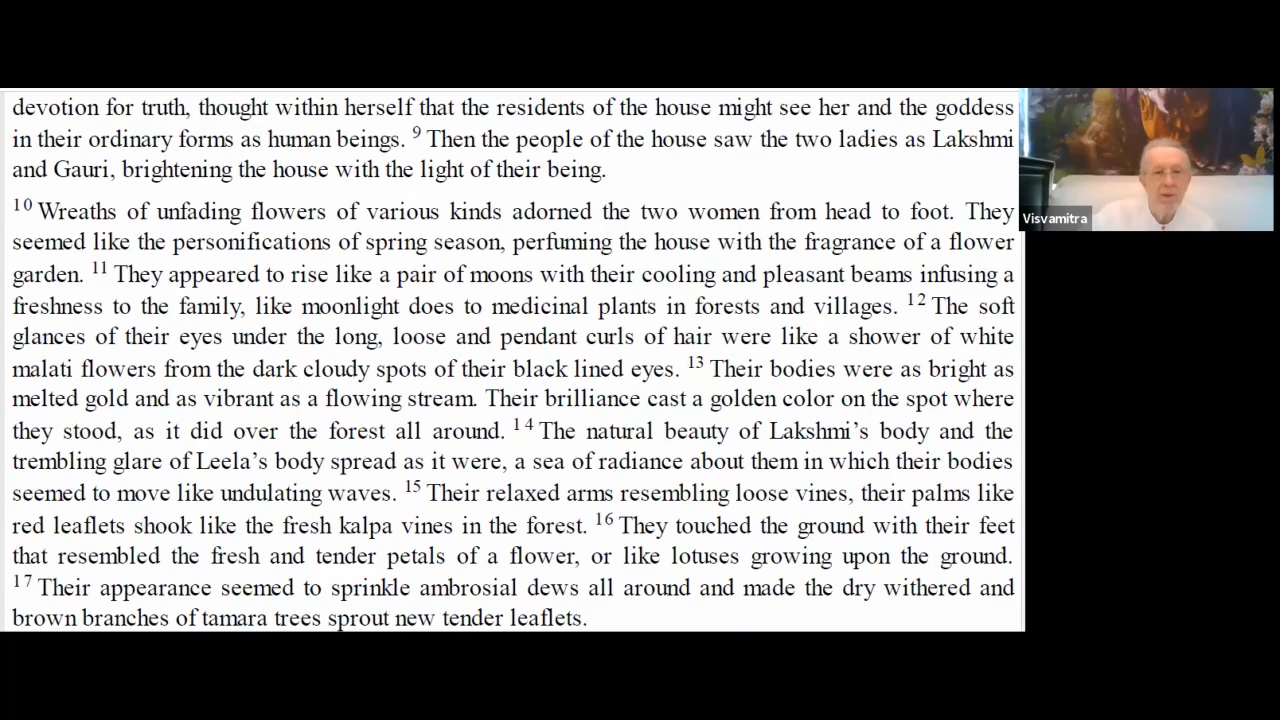 devotion for truth, thought within herself that the residents of the house might see her and the goddess
in their ordinary forms as human beings. 9 Then the people of the house saw the two ladies as Lakshmi
and Gauri, brightening the house with the light of their being.
10 Wreaths of unfading flowers of various kinds adorned the two women from head to foot. They
seemed like the personifications of spring season, perfuming the house with the fragrance of a flower
garden. 11 They appeared to rise like a pair of moons with their cooling and pleasant beams infusing a
freshness to the family, like moonlight does to medicinal plants in forests and villages. 12 The soft
glances of their eyes under the long, loose and pendant curls of hair were like a shower of white
malati flowers from the dark cloudy spots of their black lined eyes. 13 Their bodies were as bright as
melted gold and as vibrant as a flowing stream. Their brilliance cast a golden color on the spot where
they stood, as it did over the forest all around. 14 The natural beauty of Lakshmi’s body and the
trembling glare of Leela’s body spread as it were, a sea of radiance about them in which their bodies
seemed to move like undulating waves. 15 Their relaxed arms resembling loose vines, their palms like
red leaflets shook like the fresh kalpa vines in the forest. 16 They touched the ground with their feet
that resembled the fresh and tender petals of a flower, or like lotuses growing upon the ground.
17 Their appearance seemed to sprinkle ambrosial dews all around and made the dry withered and
brown branches of tamara trees sprout new tender leaflets.
Visvamitra